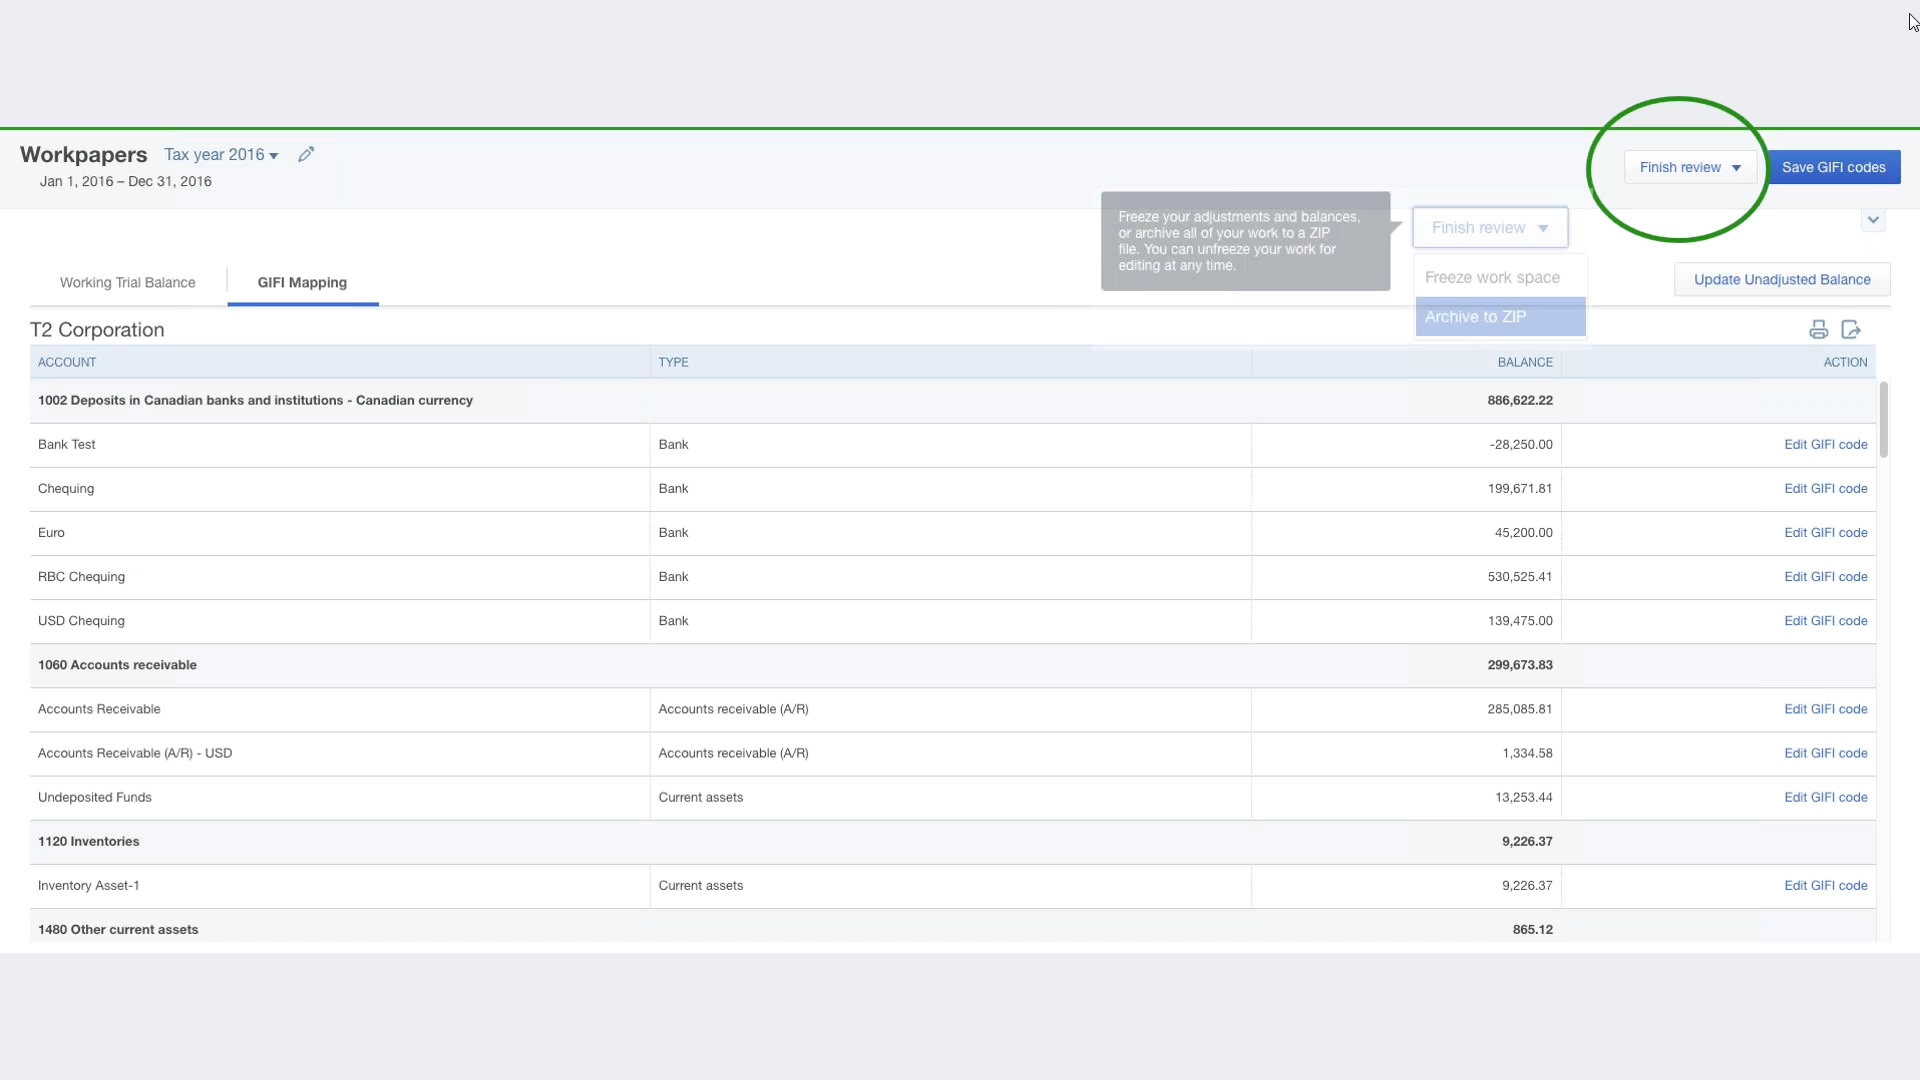 Workpapers Tax year 2016
Jan 1, 2016 – Dec 31, 2016
Finish review
Save GIFI codes
Freeze your adjustments and balances,
or archive all of your work to a ZIP
file. You can unfreeze your work for
editing at any time.
Finish review
Freeze work space
Archive to ZIP
Working Trial Balance
GIFI Mapping
Update Unadjusted Balance
T2 Corporation
ACCOUNT TYPE BALANCE ACTION
1002 Deposits in Canadian banks and institutions - Canadian currency 886,622.22
Bank Test Bank -28,250.00 Edit GIFI code
Chequing Bank 199,671.81 Edit GIFI code
Euro Bank 45,200.00 Edit GIFI code
RBC Chequing Bank 530,525.41 Edit GIFI code
USD Chequing Bank 139,475.00 Edit GIFI code
1060 Accounts receivable 299,673.83
Accounts Receivable Accounts receivable (A/R) 285,085.81 Edit GIFI code
Accounts Receivable (A/R) - USD Accounts receivable (A/R) 1,334.58 Edit GIFI code
Undeposited Funds Current assets 13,253.44 Edit GIFI code
1120 Inventories 9,226.37
Inventory Asset-1 Current assets 9,226.37 Edit GIFI code
1480 Other current assets 865.12